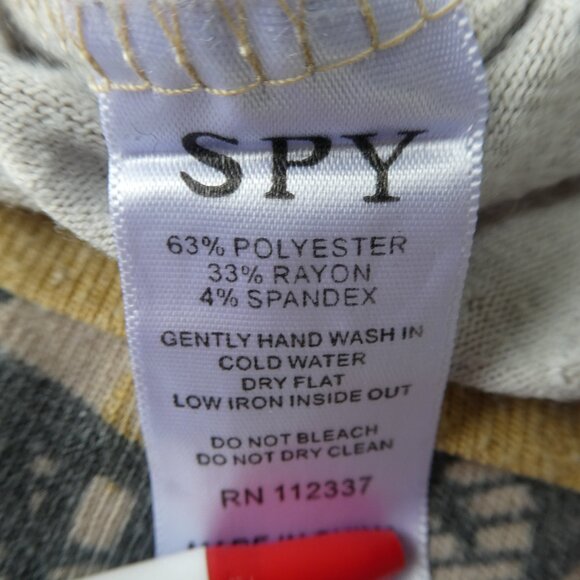 SPY
63% POLYESTER
33% RAYON
4% SPANDEX
GENTLY HAND WASH IN
COLD WATER
DRY FLAT
LOW IRON INSIDE OUT
DO NOT BLEACH
DO NOT DRY CLEAN
RN 112337